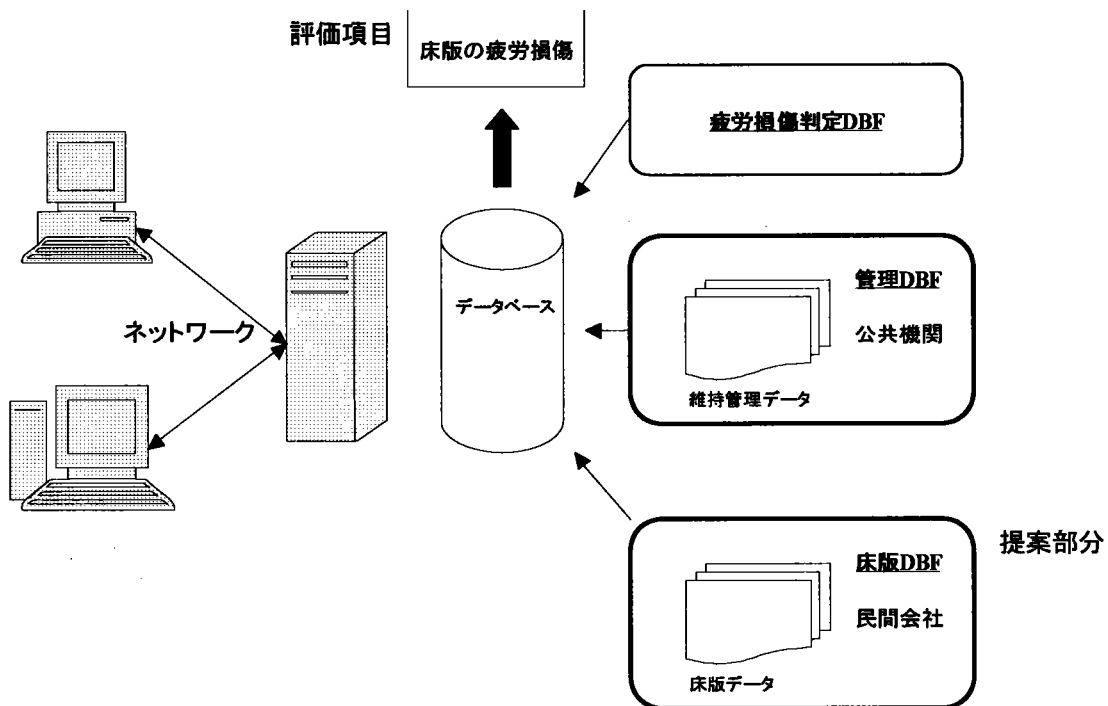 評価項目
床版の疲労損傷
疲労損傷判定DBF
ネットワーク
データベース
管理DBF
公共機関
維持管理データ
提案部分
床版DBF
民間会社
床版データ